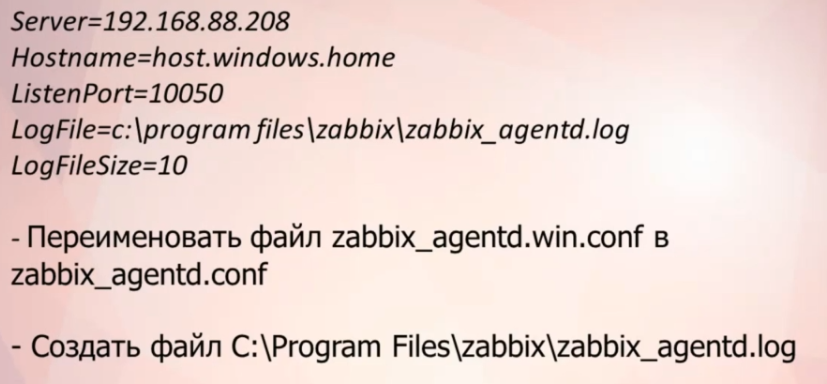 Server=192.168.88.208
Hostname=host.windows.home
ListenPort=10050
LogFile=c:\program files\zabbix\zabbix_agentd.log
LogFileSize=10
- Переименовать файл zabbix_agentd.win.conf в
zabbix_agentd.conf
- Создать файл C:\Program Files\zabbix\zabbix_agentd.log